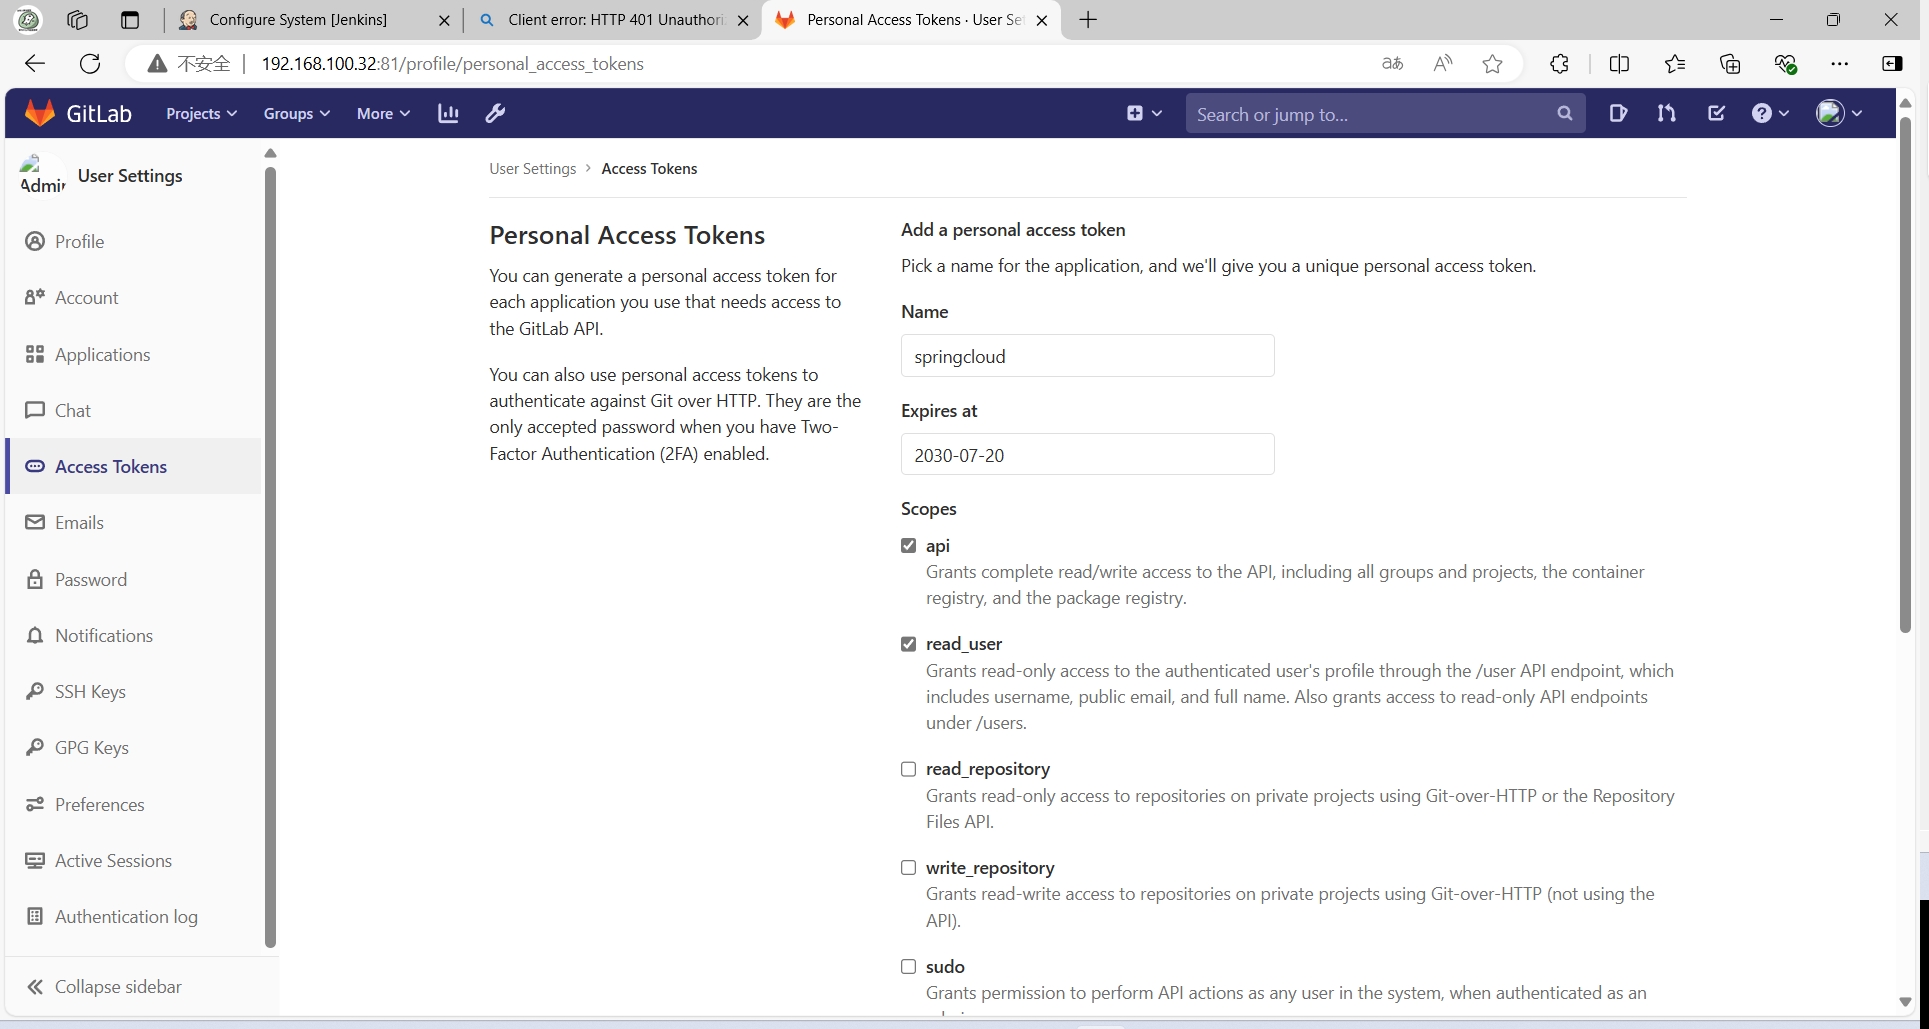 Configure System [Jenkins]
Client error: HTTP 401 Unauthori
Personal Access Tokens · User Se
不安全
192.168.100.32:81/profile/personal_access_tokens
aあ
GitLab
Projects
Groups
More
Search or jump to...
Admir
User Settings
Profile
Account
Applications
Chat
Access Tokens
Emails
Password
Notifications
SSH Keys
GPG Keys
Preferences
Active Sessions
Authentication log
Collapse sidebar
User Settings > Access Tokens
Personal Access Tokens
You can generate a personal access token for
each application you use that needs access to
the GitLab API.
You can also use personal access tokens to
authenticate against Git over HTTP. They are the
only accepted password when you have Two-
Factor Authentication (2FA) enabled.
Add a personal access token
Pick a name for the application, and we'll give you a unique personal access token.
Name
springcloud
Expires at
2030-07-20
Scopes
api
Grants complete read/write access to the API, including all groups and projects, the container
registry, and the package registry.
read_user
Grants read-only access to the authenticated user's profile through the /user API endpoint, which
includes username, public email, and full name. Also grants access to read-only API endpoints
under /users.
read_repository
Grants read-only access to repositories on private projects using Git-over-HTTP or the Repository
Files API.
write_repository
Grants read-write access to repositories on private projects using Git-over-HTTP (not using the
API).
sudo
Grants permission to perform API actions as any user in the system, when authenticated as an